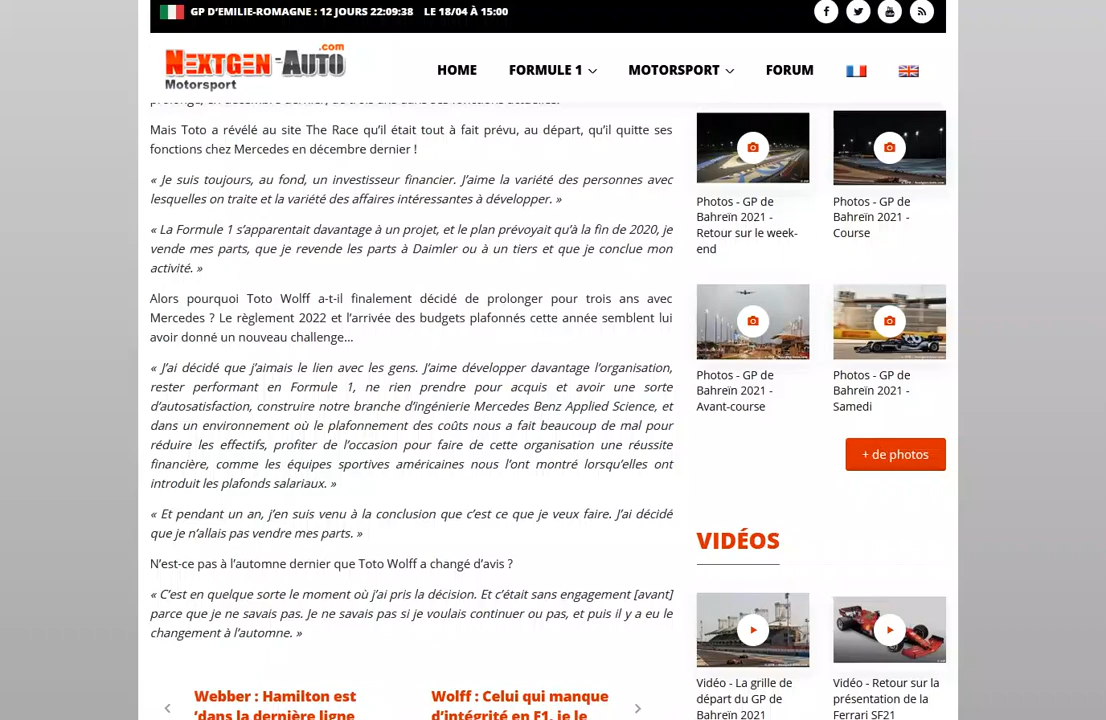 GP D’EMILIE-ROMAGNE : 12 JOURS 22:09:38 LE 18/04 À 15:00
NEXTGEN-AUTO
.com
Motorsport
HOME FORMULE 1 MOTORSPORT FORUM
Mais Toto a révélé au site The Race qu’il était tout à fait prévu, au départ, qu’il quitte ses
fonctions chez Mercedes en décembre dernier !
« Je suis toujours, au fond, un investisseur financier. J’aime la variété des personnes avec
lesquelles on traite et la variété des affaires intéressantes à développer. »
« La Formule 1 s’apparentait davantage à un projet, et le plan prévoyait qu’à la fin de 2020, je
vende mes parts, que je revende les parts à Daimler ou à un tiers et que je conclue mon
activité. »
Alors pourquoi Toto Wolff a-t-il finalement décidé de prolonger pour trois ans avec
Mercedes ? Le règlement 2022 et l’arrivée des budgets plafonnés cette année semblent lui
avoir donné un nouveau challenge…
« J’ai décidé que j’aimais le lien avec les gens. J’aime développer davantage l’organisation,
rester performant en Formule 1, ne rien prendre pour acquis et avoir une sorte
d’autosatisfaction, construire notre branche d’ingénierie Mercedes Benz Applied Science, et
dans un environnement où le plafonnement des coûts nous a fait beaucoup de mal pour
réduire les effectifs, profiter de l’occasion pour faire de cette organisation une réussite
financière, comme les équipes sportives américaines nous l’ont montré lorsqu’elles ont
introduit les plafonds salariaux. »
« Et pendant un an, j’en suis venu à la conclusion que c’est ce que je veux faire. J’ai décidé
que je n’allais pas vendre mes parts. »
N’est-ce pas à l’automne dernier que Toto Wolff a changé d’avis ?
« C’est en quelque sorte le moment où j’ai pris la décision. Et c’était sans engagement [avant]
parce que je ne savais pas. Je ne savais pas si je voulais continuer ou pas, et puis il y a eu le
changement à l’automne. »
Webber : Hamilton est
‘dans la dernière ligne
Wolff : Celui qui manque
d’intégrité en F1, je le
Photos - GP de
Bahreïn 2021 -
Retour sur le week-
end
Photos - GP de
Bahreïn 2021 -
Course
Photos - GP de
Bahreïn 2021 -
Avant-course
Photos - GP de
Bahreïn 2021 -
Samedi
+ de photos
VIDÉOS
Vidéo - La grille de
départ du GP de
Bahreïn 2021
Vidéo - Retour sur la
présentation de la
Ferrari SF21